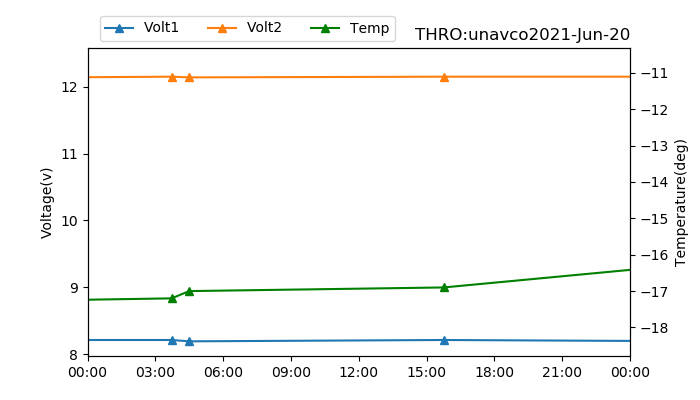 Volt1 Volt2 Temp
THRO:unavco2021-Jun-20
Voltage(v)
12
11
10
9
8
−11
−12
−13
−14
−15
−16
−17
−18
Temperature(deg)
00:00 03:00 06:00 09:00 12:00 15:00 18:00 21:00 00:00